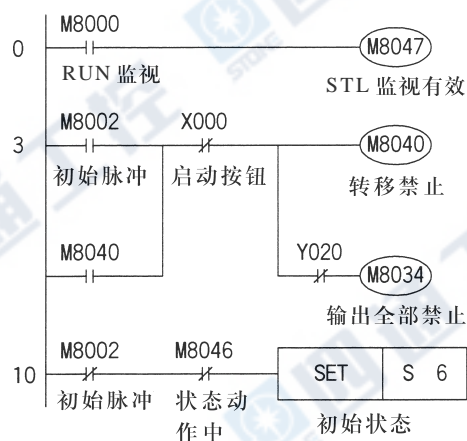 M8000
0
M8047
RUN 监视
STL 监视有效
M8002
X000
3
M8040
初始脉冲
启动按钮
转移禁止
M8040
Y020
M8034
输出全部禁止
M8002
M8046
10
SET
S 6
初始脉冲
状态动
作中
初始状态